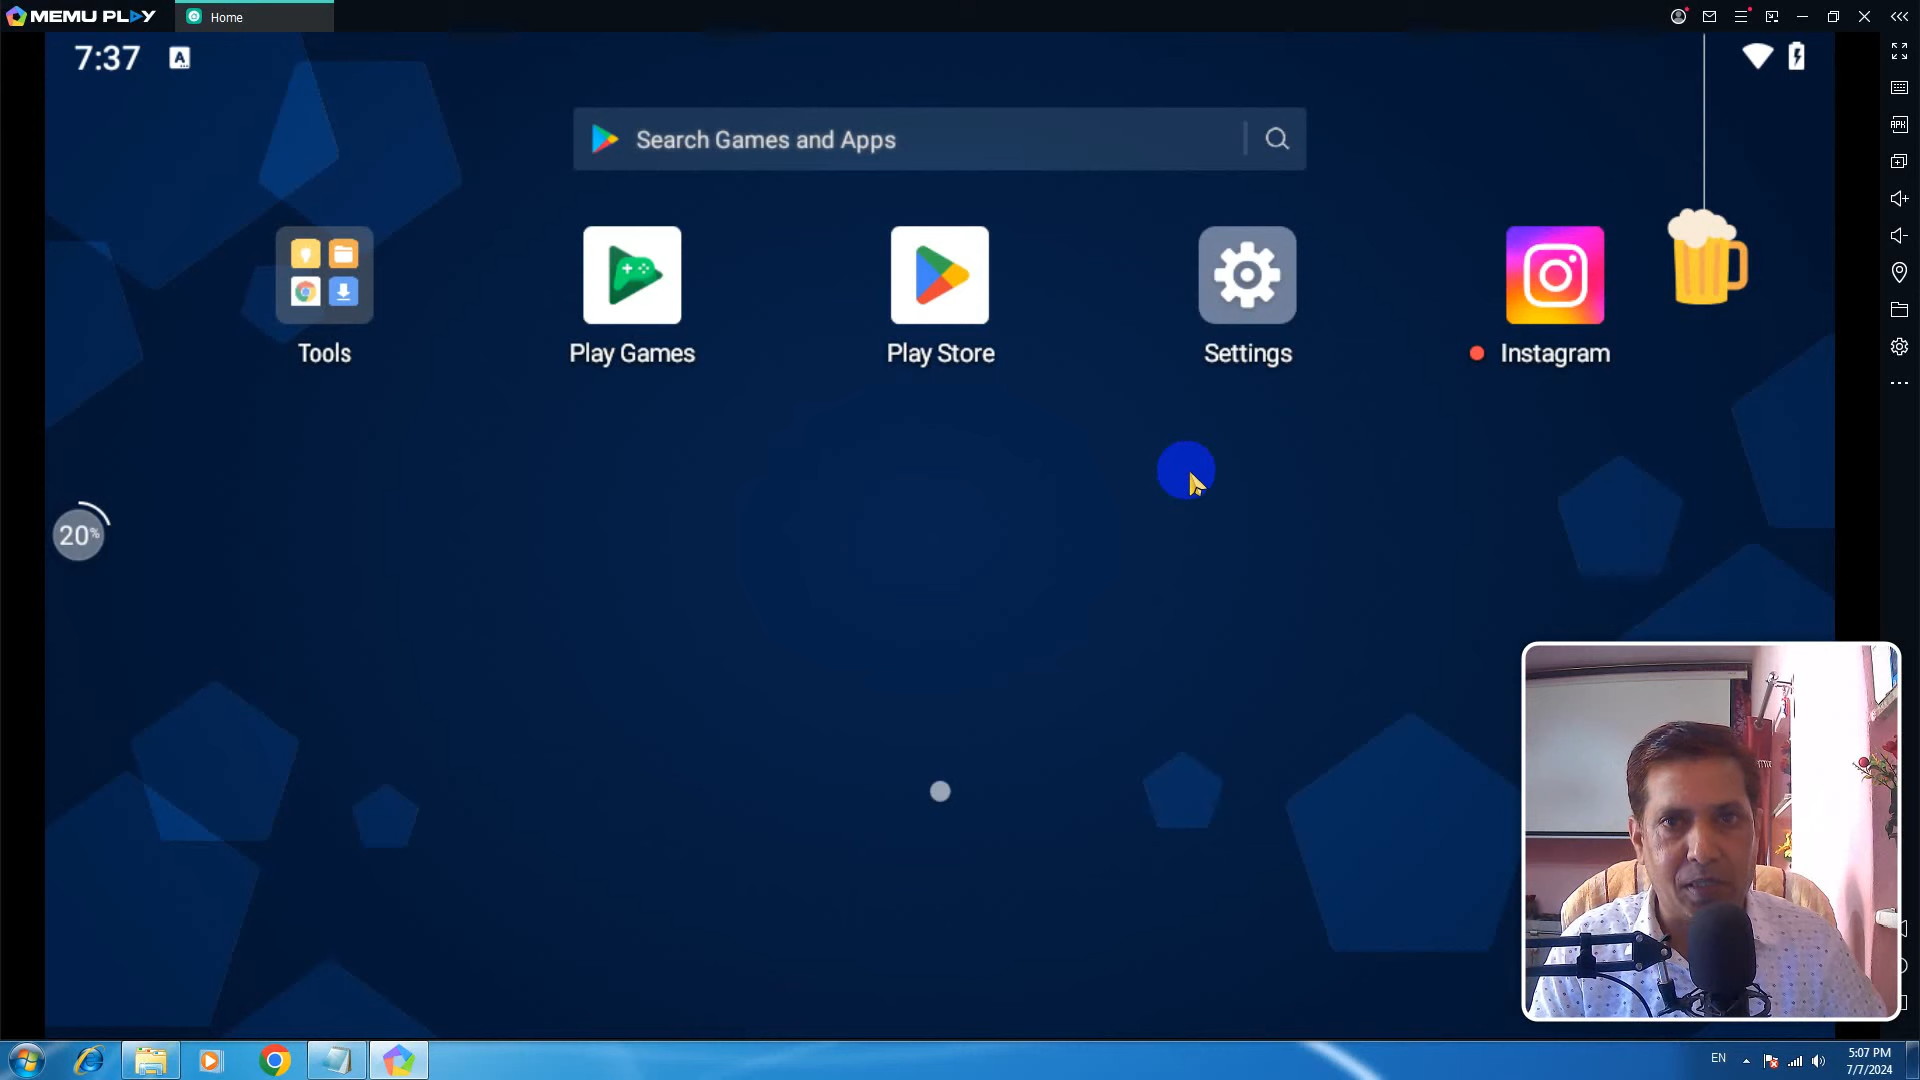 MEMU PLAY
Home
7:37
A
Search Games and Apps
Tools
Play Games
Play Store
Settings
Instagram
20%
APK
EN
5:07 PM
7/7/2024